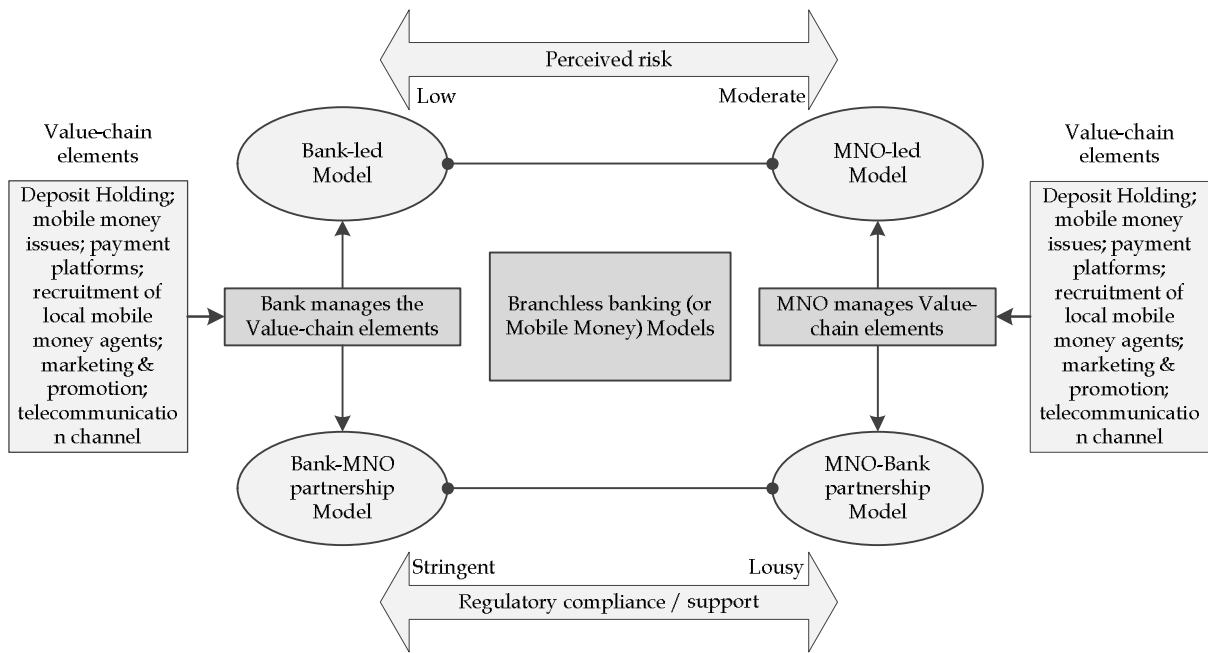 Perceived risk
Low
Moderate
Value-chain
elements
Bank-led
Model
MNO-led
Model
Value-chain
elements
Deposit Holding;
mobile money
issues; payment
platforms;
recruitment of
local mobile
money agents;
marketing &
promotion;
telecommunicatio
n channel
Bank manages the
Value-chain elements
Branchless banking (or
Mobile Money) Models
MNO manages Value-
chain elements
Deposit Holding;
mobile money
issues; payment
platforms;
recruitment of
local mobile
money agents;
marketing &
promotion;
telecommunicatio
n channel
Bank-MNO
partnership
Model
MNO-Bank
partnership
Model
Stringent
Lousy
Regulatory compliance / support